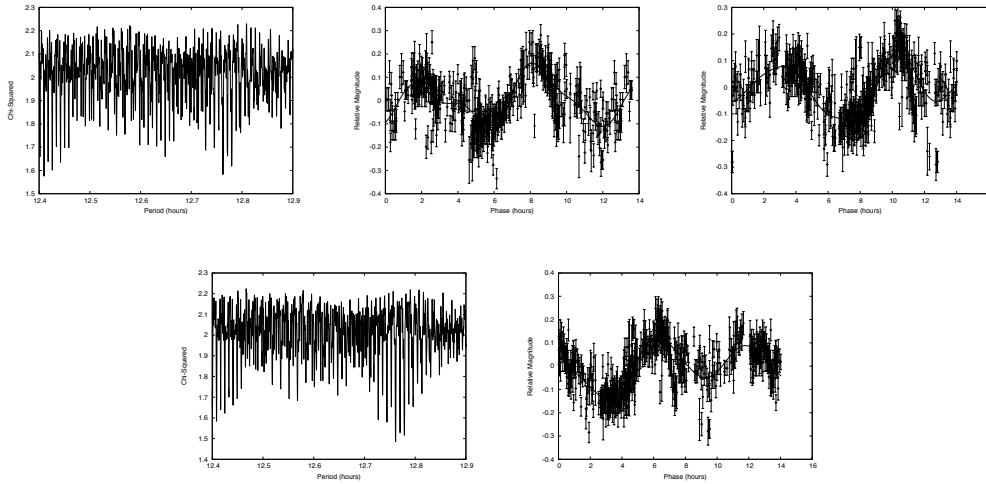 2.3
2.2
2.1
2
1.9
1.8
1.7
1.6
1.5
Chi-Squared
12.4 12.5 12.6 12.7 12.8 12.9
Period (hours)
0.3
0.2
0.1
0
-0.1
-0.2
-0.3
-0.4
Relative Magnitude
0 2 4 6 8 10 12 14
Phase (hours)
0.3
0.2
0.1
0
-0.1
-0.2
-0.3
-0.4
Relative Magnitude
0 2 4 6 8 10 12 14
Phase (hours)
2.3
2.2
2.1
2
1.9
1.8
1.7
1.6
1.5
1.4
Chi-Squared
12.4 12.5 12.6 12.7 12.8 12.9
Period (hours)
0.4
0.3
0.2
0.1
0
-0.1
-0.2
-0.3
-0.4
Relative Magnitude
0 2 4 6 8 10 12 14 16
Phase (hours)